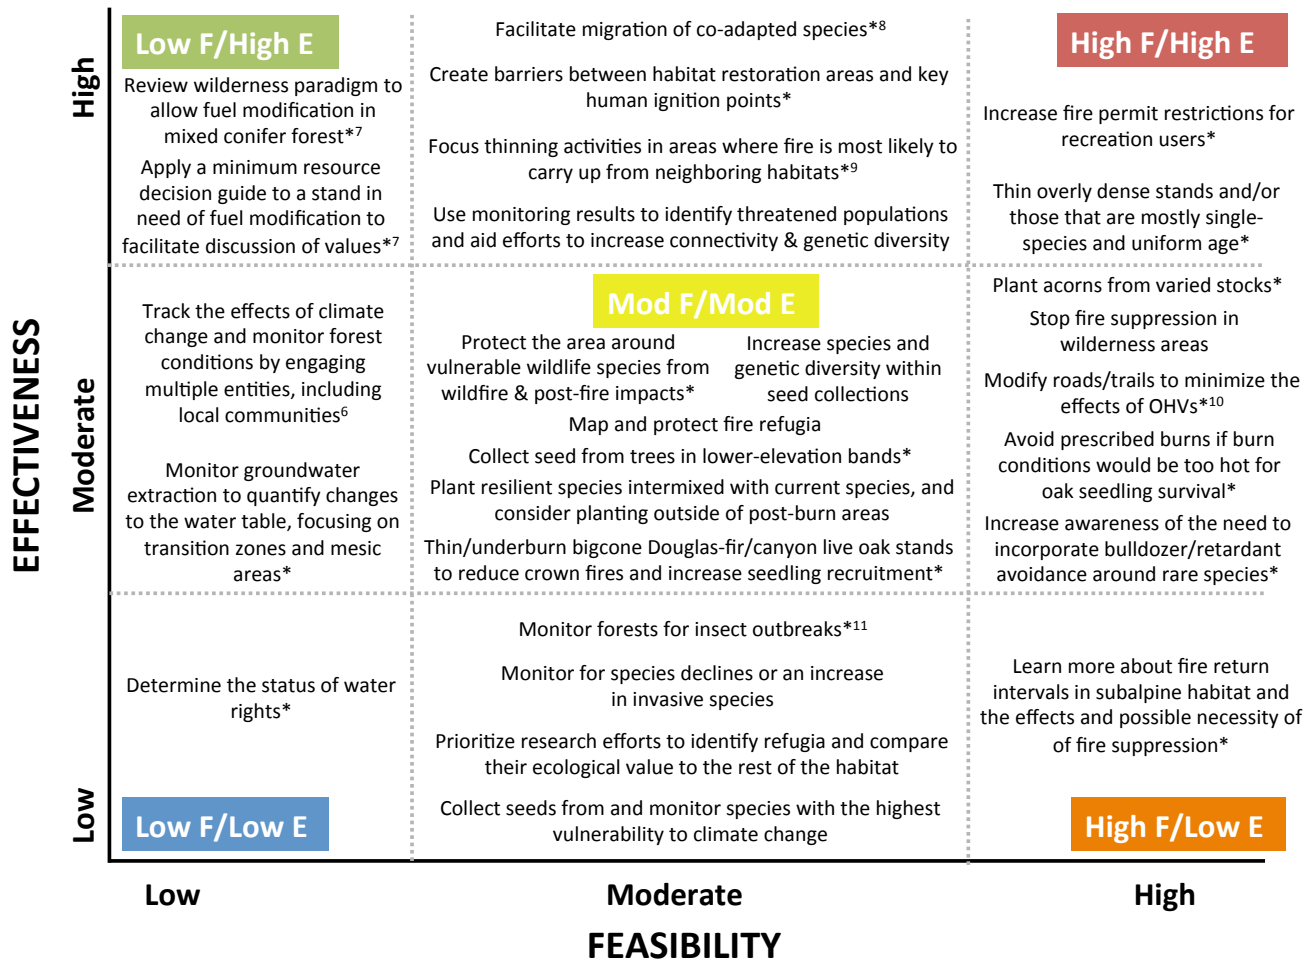 Low F/High E
Review wilderness paradigm to
allow fuel modification in
mixed conifer forest*7
Apply a minimum resource
decision guide to a stand in
need of fuel modification to
facilitate discussion of values*7
Facilitate migration of co-adapted species*8
Create barriers between habitat restoration areas and key
human ignition points*
Focus thinning activities in areas where fire is most likely to
carry up from neighboring habitats*9
Use monitoring results to identify threatened populations
and aid efforts to increase connectivity & genetic diversity
High F/High E
Increase fire permit restrictions for
recreation users*
Thin overly dense stands and/or
those that are mostly single-
species and uniform age*
High
EFFECTIVENESS
Moderate
Track the effects of climate
change and monitor forest
conditions by engaging
multiple entities, including
local communities6
Monitor groundwater
extraction to quantify changes
to the water table, focusing on
transition zones and mesic
areas*
Mod F/Mod E
Protect the area around
vulnerable wildlife species from
wildfire & post-fire impacts*
Increase species and
genetic diversity within
seed collections
Map and protect fire refugia
Collect seed from trees in lower-elevation bands*
Plant resilient species intermixed with current species, and
consider planting outside of post-burn areas
Thin/underburn bigcone Douglas-fir/canyon live oak stands
to reduce crown fires and increase seedling recruitment*
Plant acorns from varied stocks*
Stop fire suppression in
wilderness areas
Modify roads/trails to minimize the
effects of OHVs*10
Avoid prescribed burns if burn
conditions would be too hot for
oak seedling survival*
Increase awareness of the need to
incorporate bulldozer/retardant
avoidance around rare species*
Low
Determine the status of water
rights*
Low F/Low E
Monitor forests for insect outbreaks*11
Monitor for species declines or an increase
in invasive species
Prioritize research efforts to identify refugia and compare
their ecological value to the rest of the habitat
Collect seeds from and monitor species with the highest
vulnerability to climate change
Learn more about fire return
intervals in subalpine habitat and
the effects and possible necessity of
of fire suppression*
High F/Low E
Low
Moderate
High
FEASIBILITY